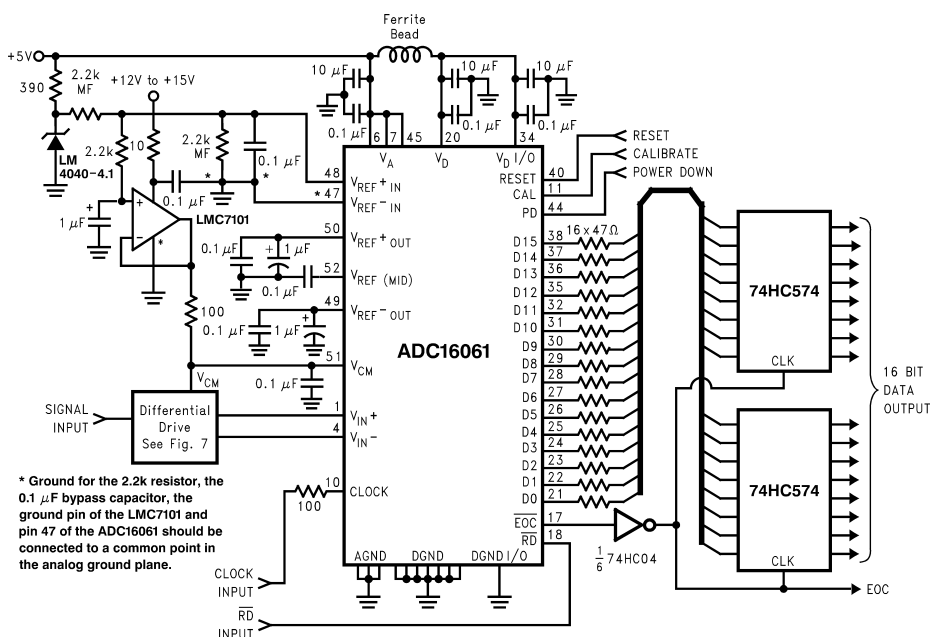 Ferrite
Bead
+5V
390
2.2k
MF
+12V to +15V
10 μF
10 μF
10 μF
0.1 μF
0.1 μF
0.1 μF
6 7 45
20
34
V_A
V_D
V_D I/O
LM
4040-4.1
2.2k
10
2.2k
MF
0.1 μF
*
*
0.1 μF
1 μF
+
+
−
*
LMC7101
48
V_REF+ IN
* 47
V_REF− IN
50
V_REF+ OUT
0.1 μF
+
1 μF
52
V_REF (MID)
0.1 μF
49
V_REF− OUT
0.1 μF
1 μF
+
100
51
V_CM
0.1 μF
V_CM
SIGNAL
INPUT
Differential
Drive
See Fig. 7
1
V_IN+
4
V_IN−
10
CLOCK
100
CLOCK
INPUT
RD
INPUT
* Ground for the 2.2k resistor, the
0.1 μF bypass capacitor, the
ground pin of the LMC7101 and
pin 47 of the ADC16061 should be
connected to a common point in
the analog ground plane.
ADC16061
AGND
DGND
DGND I/O
RESET 40
RESET
CAL 11
CALIBRATE
PD 44
POWER DOWN
16x47Ω
D15 38
D14 37
D13 36
D12 35
D11 32
D10 31
D9 30
D8 29
D7 28
D6 27
D5 26
D4 25
D3 24
D2 23
D1 22
D0 21
EOC 17
RD 18
1/6 74HC04
74HC574
CLK
74HC574
CLK
16 BIT
DATA
OUTPUT
EOC